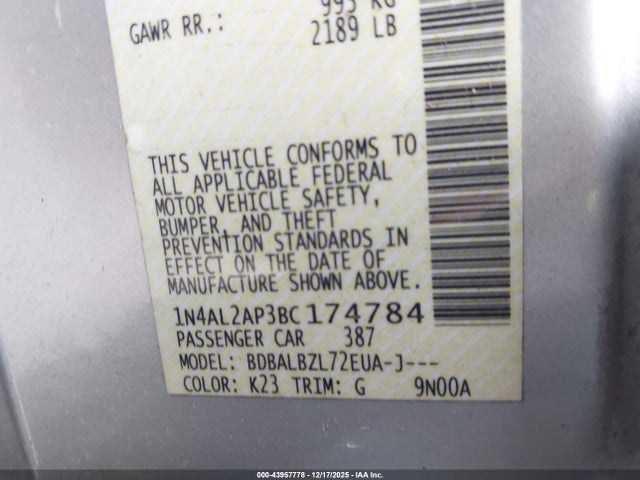 995 KG
GAWR RR.: 2189 LB
THIS VEHICLE CONFORMS TO
ALL APPLICABLE FEDERAL
MOTOR VEHICLE SAFETY,
BUMPER, AND THEFT
PREVENTION STANDARDS IN
EFFECT ON THE DATE OF
MANUFACTURE SHOWN ABOVE.
1N4AL2AP3BC174784
PASSENGER CAR 387
MODEL: BDBALBZL72EUA-J---
COLOR: K23 TRIM: G 9N00A
000-43957778 - 12/17/2025 - IAA Inc.